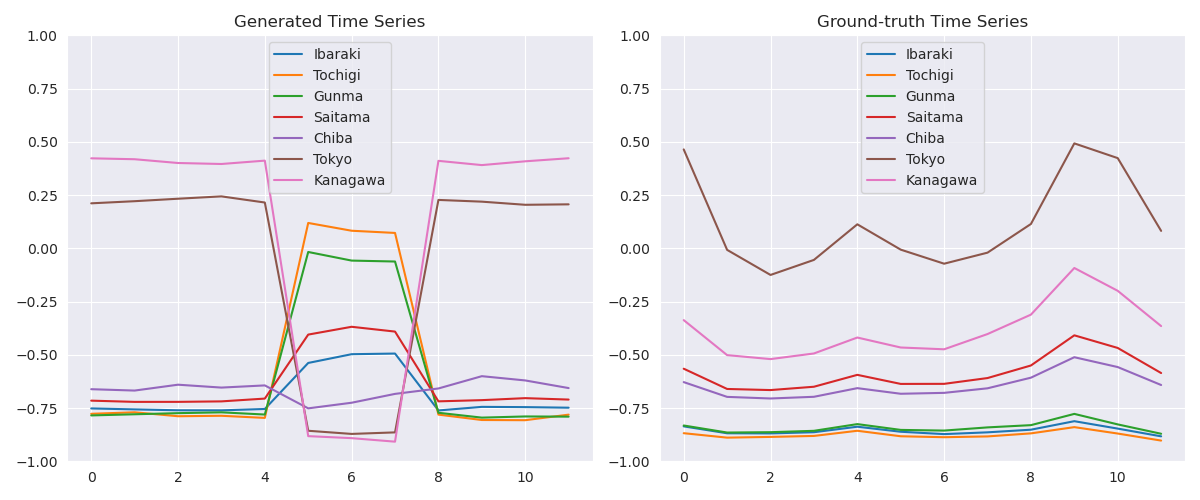 Generated Time Series
1.00
0.75
0.50
0.25
0.00
−0.25
−0.50
−0.75
−1.00
0 2 4 6 8 10
Ibaraki
Tochigi
Gunma
Saitama
Chiba
Tokyo
Kanagawa
Ground-truth Time Series
1.00
0.75
0.50
0.25
0.00
−0.25
−0.50
−0.75
−1.00
0 2 4 6 8 10
Ibaraki
Tochigi
Gunma
Saitama
Chiba
Tokyo
Kanagawa